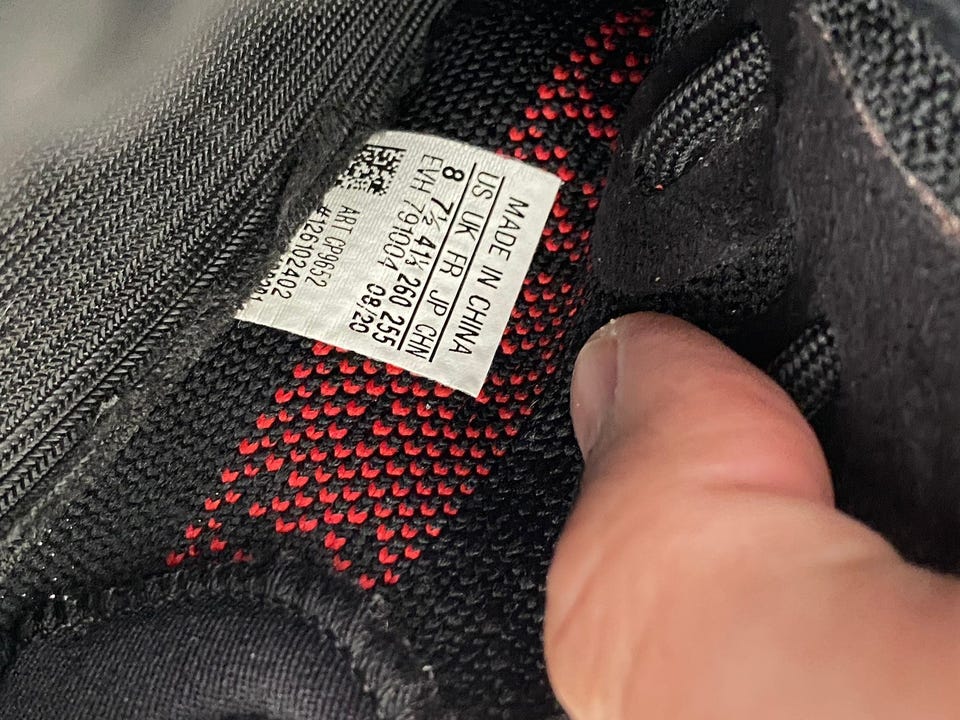 MADE IN CHINA
US UK FR JP CHN
8 7½ 41⅓ 260 255
EVH 791004 08/20
ART CP9652
#126102402